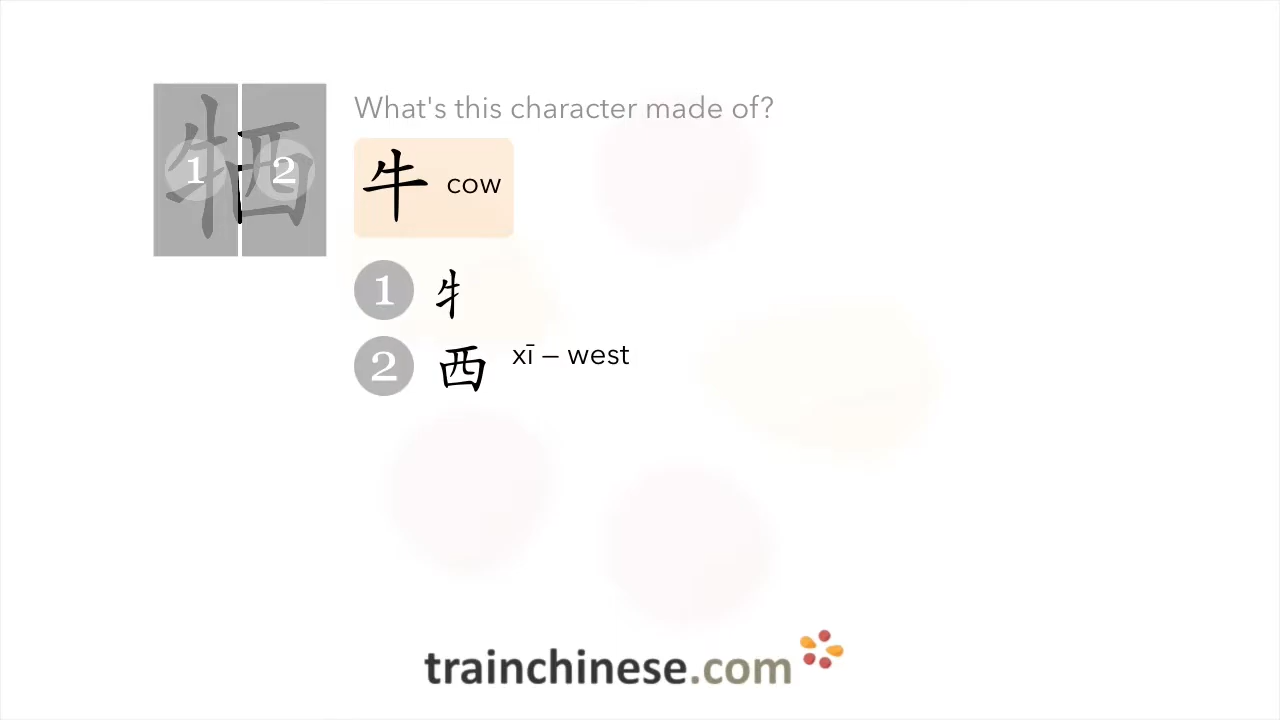 牺
1 2
What's this character made of?
牛 cow
1 牜
2 西 xī – west
trainchinese.com